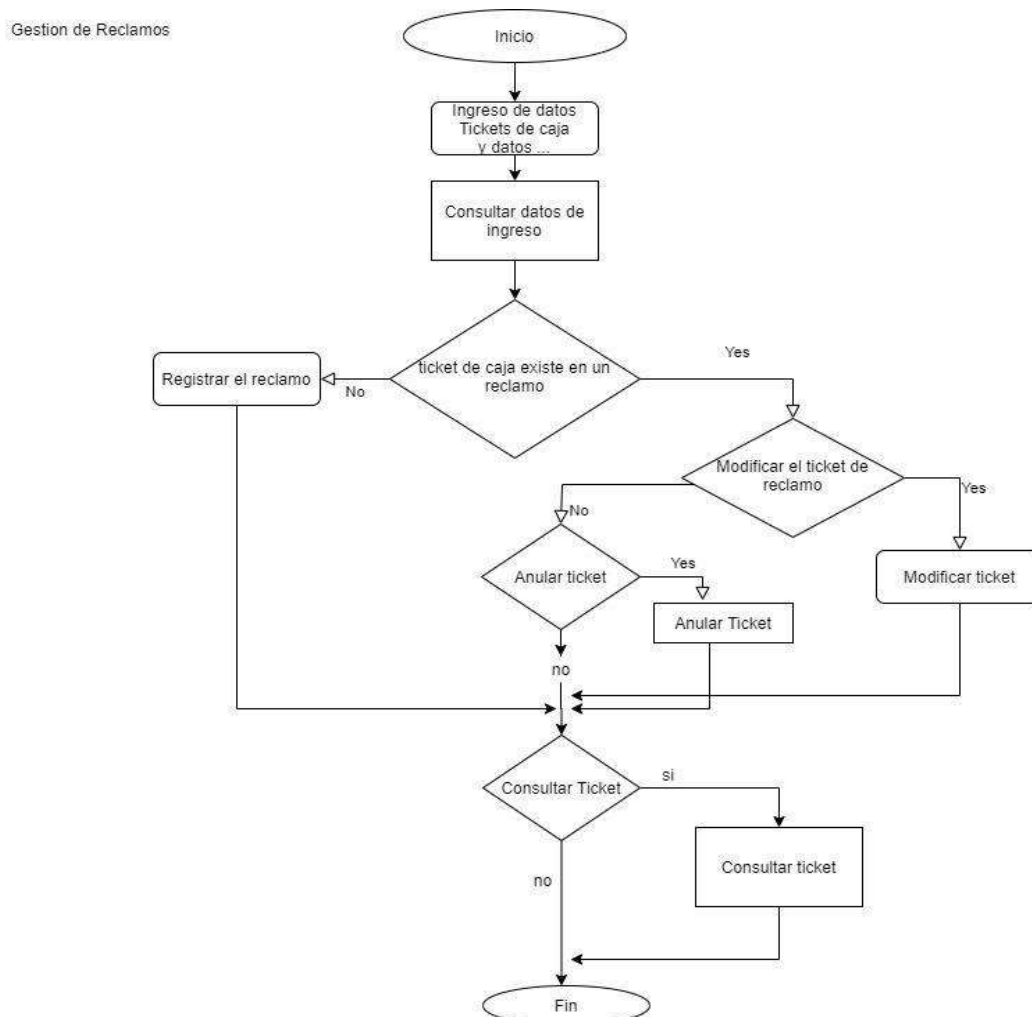 Gestion de Reclamos
Inicio
Ingreso de datos
Tickets de caja
y datos ...
Consultar datos de
ingreso
ticket de caja existe en un
reclamo
Yes
No
Registrar el reclamo
Modificar el ticket de
reclamo
Yes
No
Anular ticket
Yes
Modificar ticket
Anular Ticket
no
Consultar Ticket
si
Consultar ticket
no
Fin